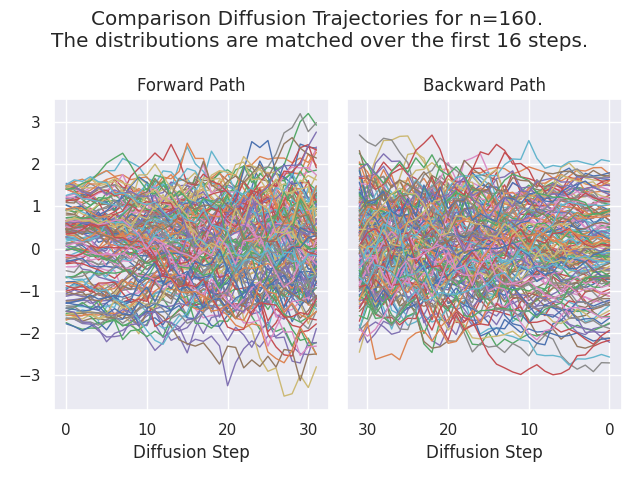 Comparison Diffusion Trajectories for n=160.
The distributions are matched over the first 16 steps.
Forward Path
Backward Path
3
2
1
0
−1
−2
−3
0
10
20
30
30
20
10
0
Diffusion Step
Diffusion Step